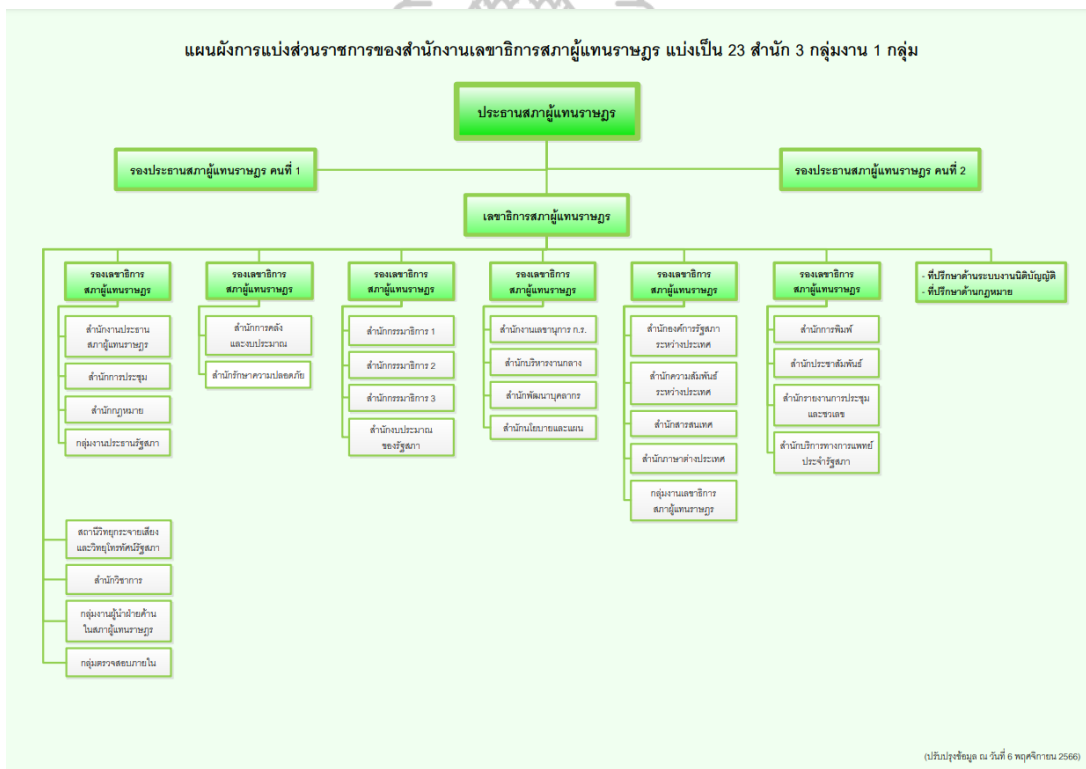 แผนผังการแบ่งส่วนราชการของสำนักงานเลขาธิการสภาผู้แทนราษฎร แบ่งเป็น 23 สำนัก 3 กลุ่มงาน 1 กลุ่ม
ประธานสภาผู้แทนราษฎร
รองประธานสภาผู้แทนราษฎร คนที่ 1
รองประธานสภาผู้แทนราษฎร คนที่ 2
เลขาธิการสภาผู้แทนราษฎร
รองเลขาธิการ
สภาผู้แทนราษฎร
สำนักงานประธาน
สภาผู้แทนราษฎร
สำนักการประชุม
สำนักกฎหมาย
กลุ่มงานประธานรัฐสภา
รองเลขาธิการ
สภาผู้แทนราษฎร
สำนักการคลัง
และงบประมาณ
สำนักรักษาความปลอดภัย
รองเลขาธิการ
สภาผู้แทนราษฎร
สำนักกรรมาธิการ 1
สำนักกรรมาธิการ 2
สำนักกรรมาธิการ 3
สำนักงบประมาณ
ของรัฐสภา
รองเลขาธิการ
สภาผู้แทนราษฎร
สำนักงานเลขานุการ ก.ร.
สำนักบริหารงานกลาง
สำนักพัฒนาบุคลากร
สำนักนโยบายและแผน
รองเลขาธิการ
สภาผู้แทนราษฎร
สำนักองค์การรัฐสภา
ระหว่างประเทศ
สำนักความสัมพันธ์
ระหว่างประเทศ
สำนักสารสนเทศ
สำนักภาษาต่างประเทศ
กลุ่มงานเลขาธิการ
สภาผู้แทนราษฎร
รองเลขาธิการ
สภาผู้แทนราษฎร
สำนักการพิมพ์
สำนักประชาสัมพันธ์
สำนักรายงานการประชุม
และชวเลข
สำนักบริการทางการแพทย์
ประจำรัฐสภา
- ที่ปรึกษาด้านระบบงานนิติบัญญัติ
- ที่ปรึกษาด้านกฎหมาย
สถานีวิทยุกระจายเสียง
และวิทยุโทรทัศน์รัฐสภา
สำนักวิชาการ
กลุ่มงานผู้นำฝ่ายค้าน
ในสภาผู้แทนราษฎร
กลุ่มตรวจสอบภายใน
(ปรับปรุงข้อมูล ณ วันที่ 6 พฤศจิกายน 2566)